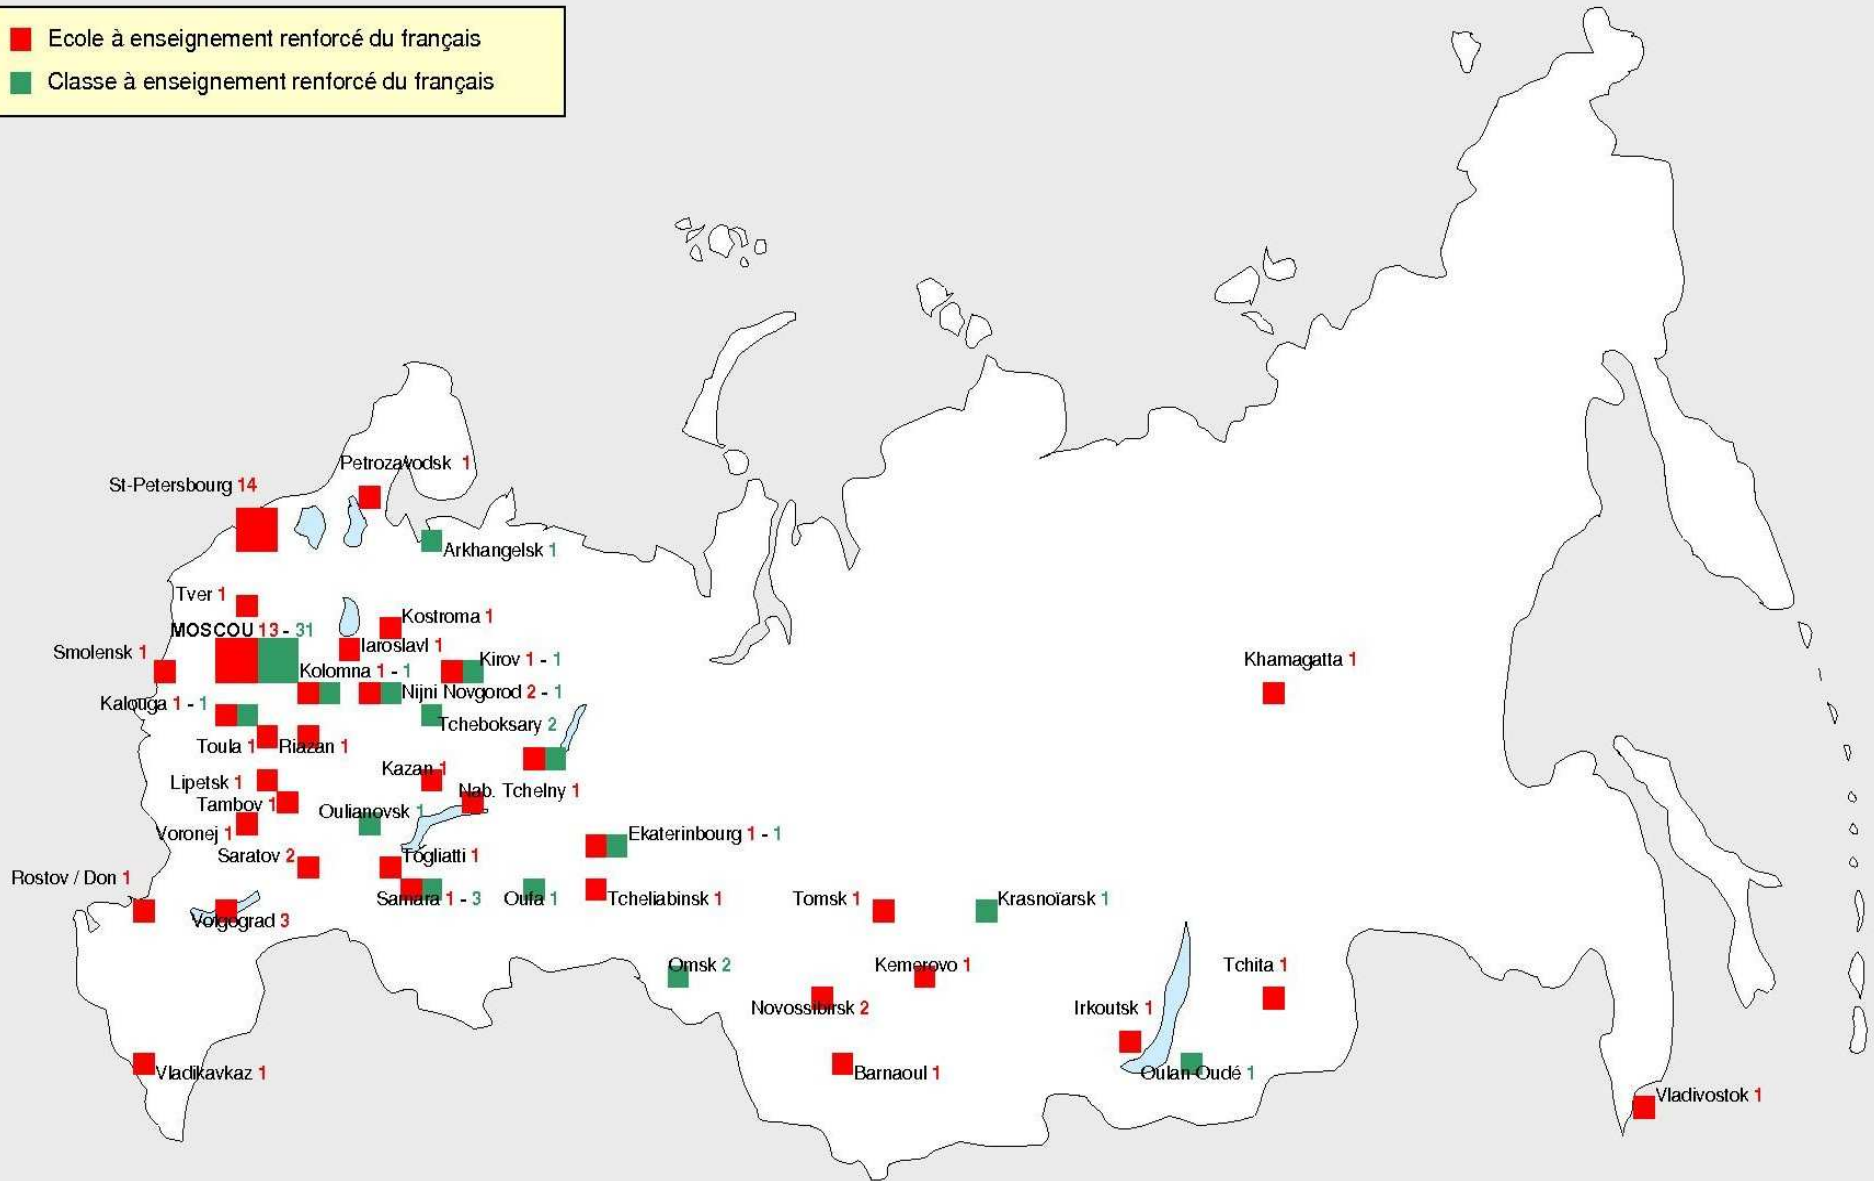 Ecole à enseignement renforcé du français
Classe à enseignement renforcé du français
Petrozavodsk 1
St-Petersbourg 14
Arkhangelsk 1
Tver 1
Kostroma 1
MOSCOU 13 - 31
Iaroslavl 1
Smolensk 1
Kirov 1 - 1
Khamagatta 1
Kolomna 1 - 1
Nijni Novgorod 2 - 1
Kalouga 1 - 1
Tcheboksary 2
Toula 1
Riazan 1
Kazan 1
Lipetsk 1
Nab. Tchelny 1
Tambov 1
Oulianovsk 1
Voronej 1
Ekaterinbourg 1 - 1
Saratov 2
Togliatti 1
Rostov / Don 1
Samara 1 - 3
Oufa 1
Tcheliabinsk 1
Tomsk 1
Krasnoïarsk 1
Volgograd 3
Omsk 2
Kemerovo 1
Tchita 1
Novossibirsk 2
Irkoutsk 1
Vladikavkaz 1
Barnaoul 1
Oulan Oudé 1
Vladivostok 1